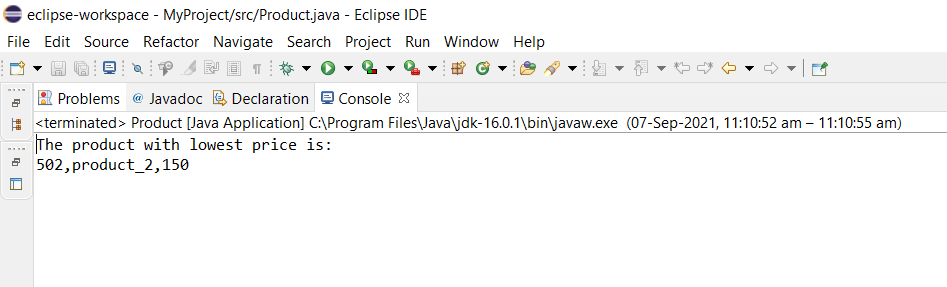 eclipse-workspace - MyProject/src/Product.java - Eclipse IDE
File Edit Source Refactor Navigate Search Project Run Window Help
Problems @ Javadoc Declaration Console
<terminated> Product [Java Application] C:\Program Files\Java\jdk-16.0.1\bin\javaw.exe (07-Sep-2021, 11:10:52 am – 11:10:55 am)
The product with lowest price is:
502,product_2,150